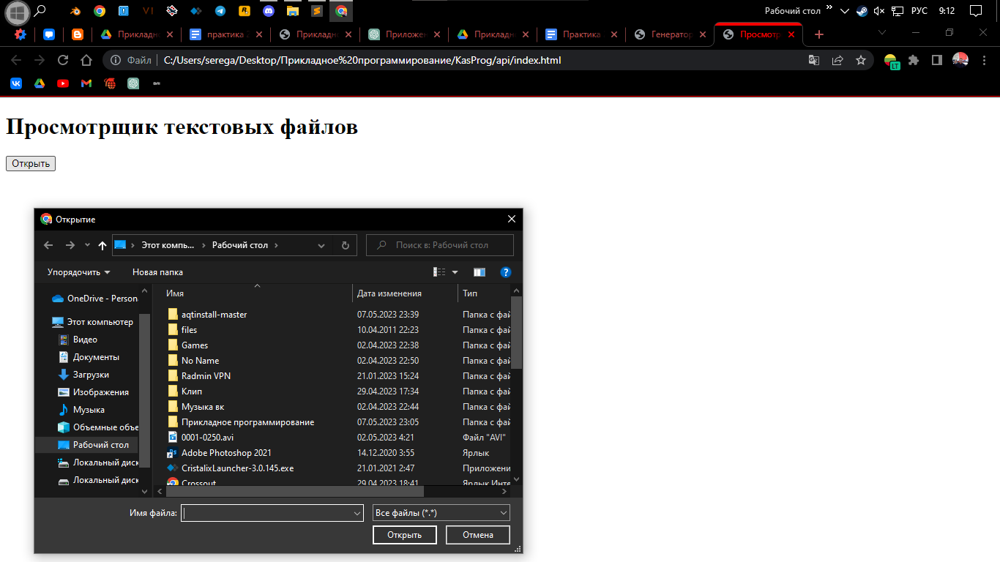 Рабочий стол » РУС 9:12
Прикладн практика Прикладн Приложен Прикладн Практика Генератор Просмотр
Файл C:/Users/serega/Desktop/Прикладное%20программирование/KasProg/api/index.html
LT
Просмотрщик текстовых файлов
Открыть
Открытие
Этот компь... Рабочий стол Поиск в: Рабочий стол
Упорядочить Новая папка
Имя Дата изменения Тип
OneDrive - Person
Этот компьютер
Видео
Документы
Загрузки
Изображения
Музыка
Объемные объе
Рабочий стол
Локальный диск
Локальный диск
aqtinstall-master 07.05.2023 23:39 Папка с фай
files 10.04.2011 22:23 Папка с фай
Games 02.04.2023 22:38 Папка с фай
No Name 02.04.2023 22:50 Папка с фай
Radmin VPN 21.01.2023 15:24 Папка с фай
Клип 29.04.2023 17:34 Папка с фай
Музыка вк 02.04.2023 22:44 Папка с фай
Прикладное программирование 07.05.2023 23:05 Папка с фай
0001-0250.avi 02.05.2023 4:21 Файл "AVI"
Adobe Photoshop 2021 14.12.2020 3:55 Ярлык
CristalixLauncher-3.0.145.exe 21.01.2021 2:47 Приложени
Crossout 29.04.2023 18:41 Ярлык Инте
Имя файла: Все файлы (*.*)
Открыть Отмена